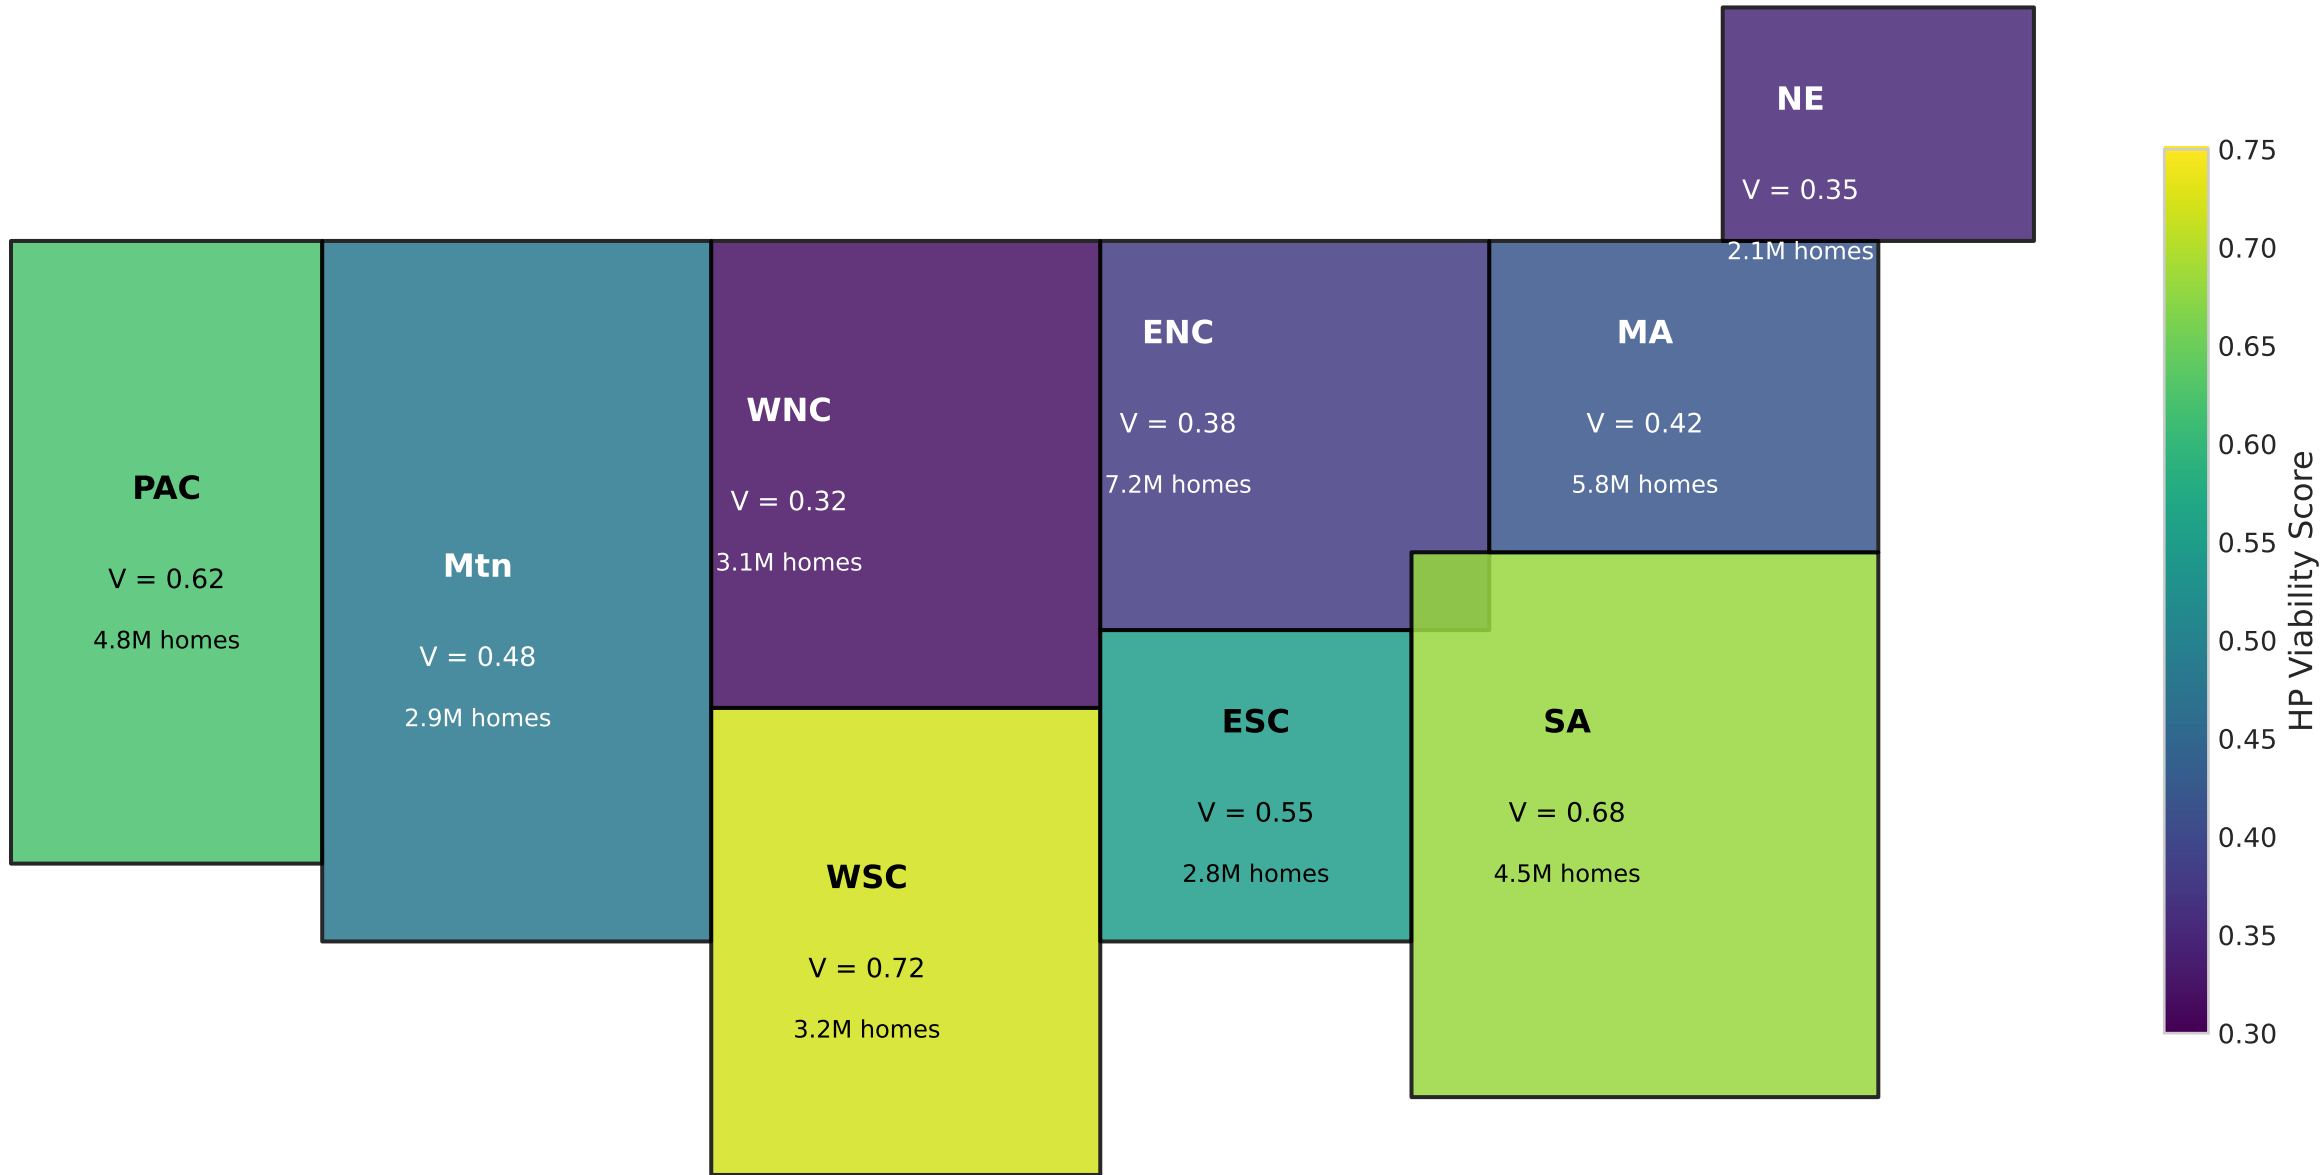 NE
V = 0.35
2.1M homes
PAC
V = 0.62
4.8M homes
Mtn
V = 0.48
2.9M homes
WNC
V = 0.32
3.1M homes
ENC
V = 0.38
7.2M homes
MA
V = 0.42
5.8M homes
WSC
V = 0.72
3.2M homes
ESC
V = 0.55
2.8M homes
SA
V = 0.68
4.5M homes
0.75
0.70
0.65
0.60
0.55
0.50
0.45
0.40
0.35
0.30
HP Viability Score